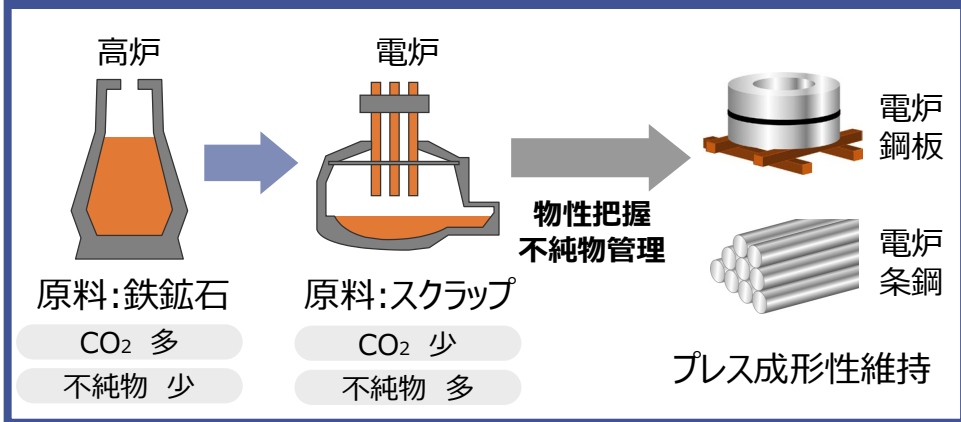 高炉
原料:鉄鉱石
CO2 多
不純物 少
電炉
原料:スクラップ
CO2 少
不純物 多
物性把握
不純物管理
電炉
鋼板
電炉
条鋼
プレス成形性維持